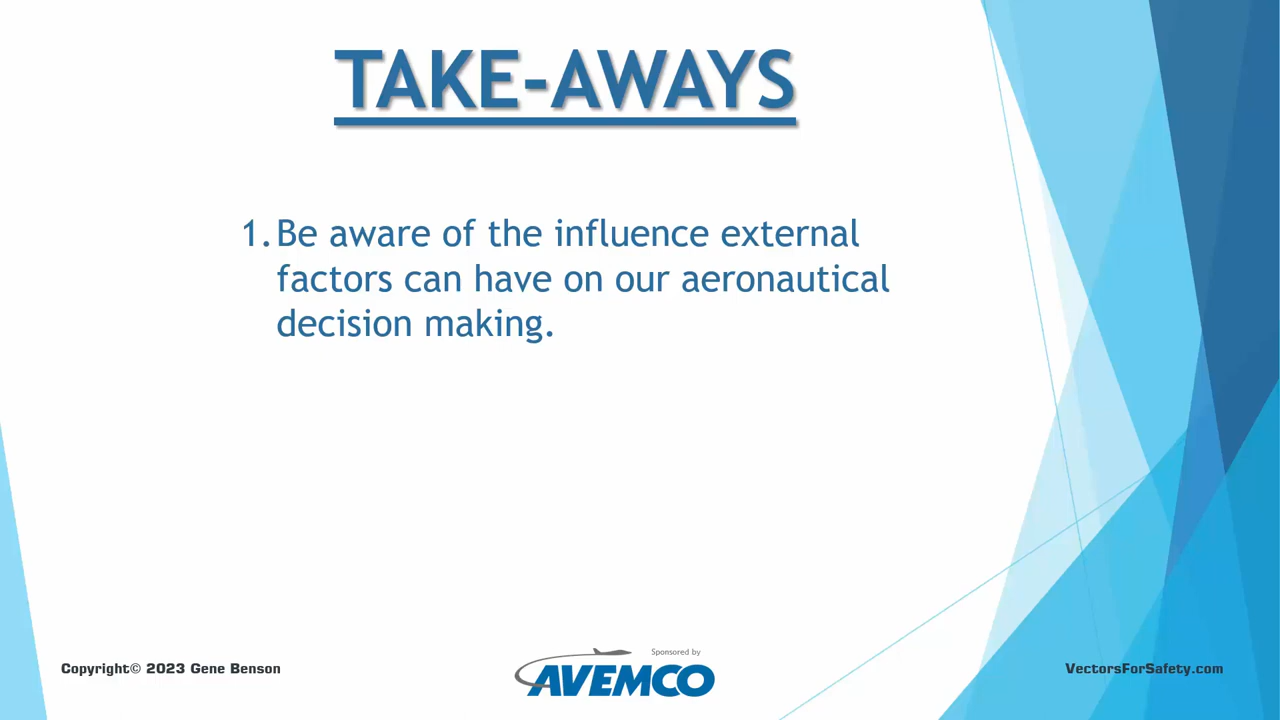 TAKE-AWAYS
1. Be aware of the influence external
factors can have on our aeronautical
decision making.
Copyright© 2023 Gene Benson
Sponsored by
AVEMCO
VectorsForSafety.com